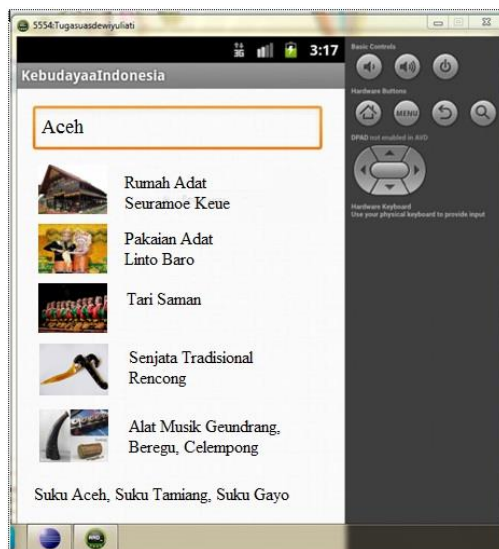 5554:Tugasuasdewiyuliati
3G 3:17
KebudayaaIndonesia
Aceh
Rumah Adat
Seuramoe Keue
Pakaian Adat
Linto Baro
Tari Saman
Senjata Tradisional
Rencong
Alat Musik Geundrang,
Beregu, Celempong
Suku Aceh, Suku Tamiang, Suku Gayo
Basic Controls
Hardware Buttons
MENU
DPAD not enabled in AVD
Hardware Keyboard
Use your physical keyboard to provide input